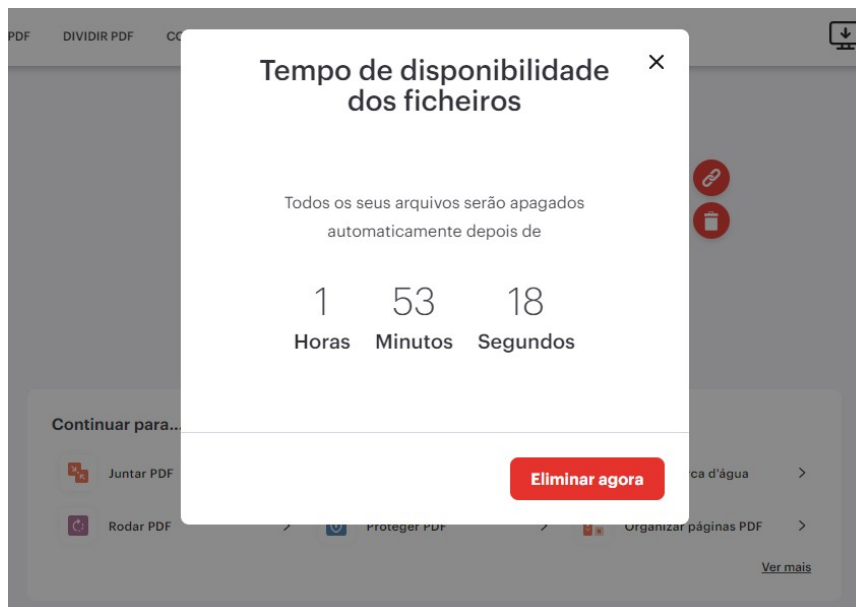 PDF DIVIDIR PDF
Tempo de disponibilidade
dos ficheiros
Todos os seus arquivos serão apagados
automaticamente depois de
1 53 18
Horas Minutos Segundos
Eliminar agora
Continuar para...
Juntar PDF
Rodar PDF Proteger PDF Organizar páginas PDF
Ver mais